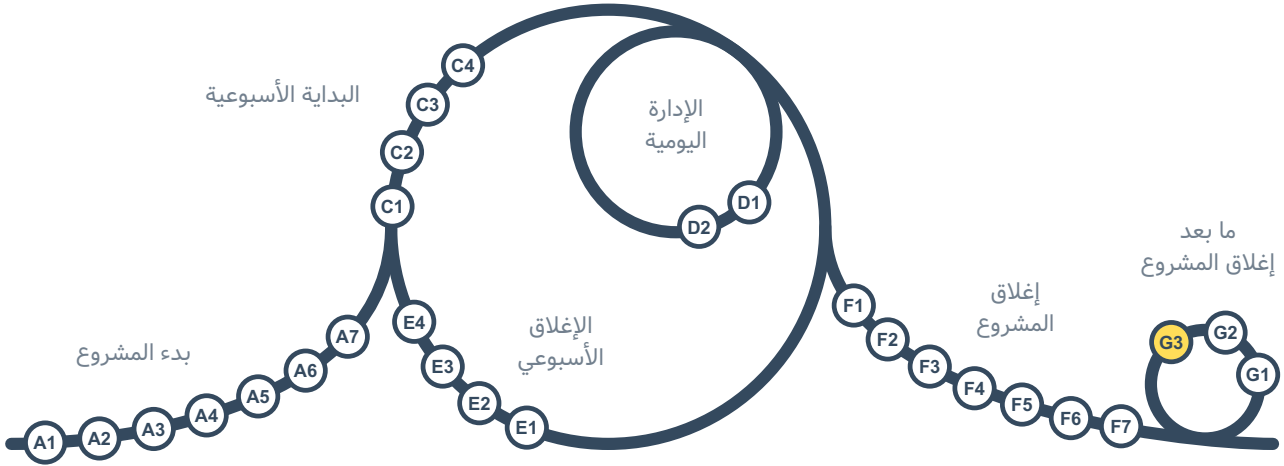 البداية الأسبوعية
الإدارة
اليومية
C4
C3
C2
C1
D1
D2
بدء المشروع
A1
A2
A3
A4
A5
A6
A7
الإغلاق
الأسبوعي
E4
E3
E2
E1
إغلاق
المشروع
F1
F2
F3
F4
F5
F6
F7
ما بعد
إغلاق المشروع
G3
G2
G1